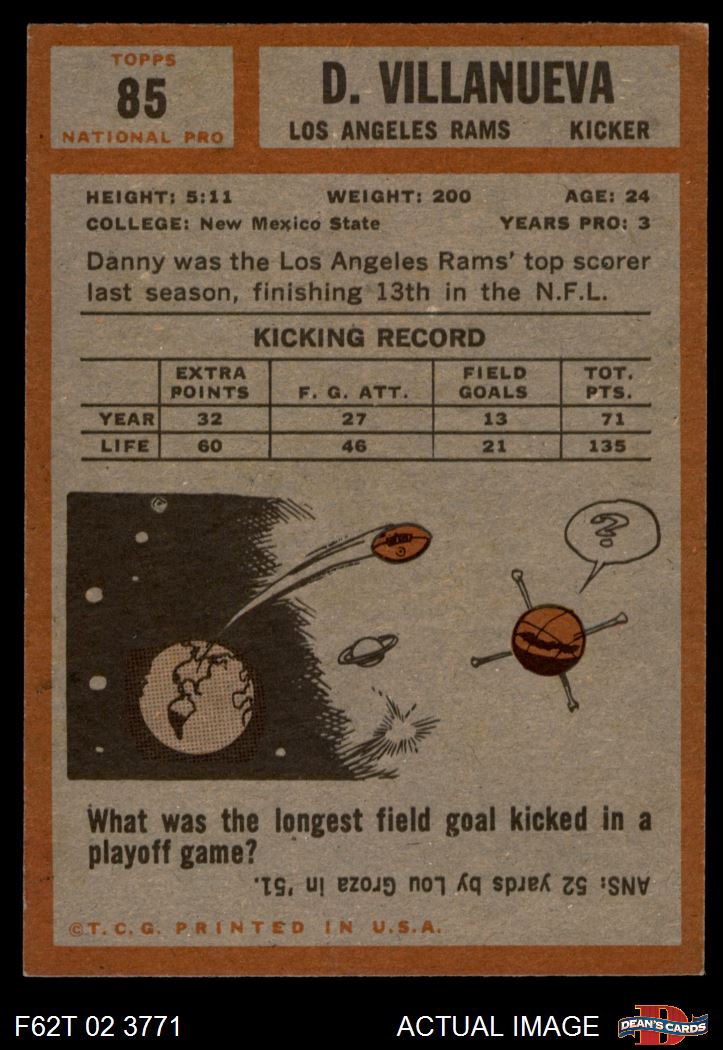 TOPPS
85
NATIONAL PRO
D. VILLANUEVA
LOS ANGELES RAMS KICKER
HEIGHT: 5:11 WEIGHT: 200 AGE: 24
COLLEGE: New Mexico State YEARS PRO: 3
Danny was the Los Angeles Rams' top scorer
last season, finishing 13th in the N.F.L.
KICKING RECORD
EXTRA POINTS F. G. ATT. FIELD GOALS TOT. PTS.
YEAR 32 27 13 71
LIFE 60 46 21 135
©
?
What was the longest field goal kicked in a
playoff game?
ANS: 52 yards by Lou Groza in '51.
©T.C.G. PRINTED IN U.S.A.
F62T 02 3771 ACTUAL IMAGE
D
DEAN'S CARDS